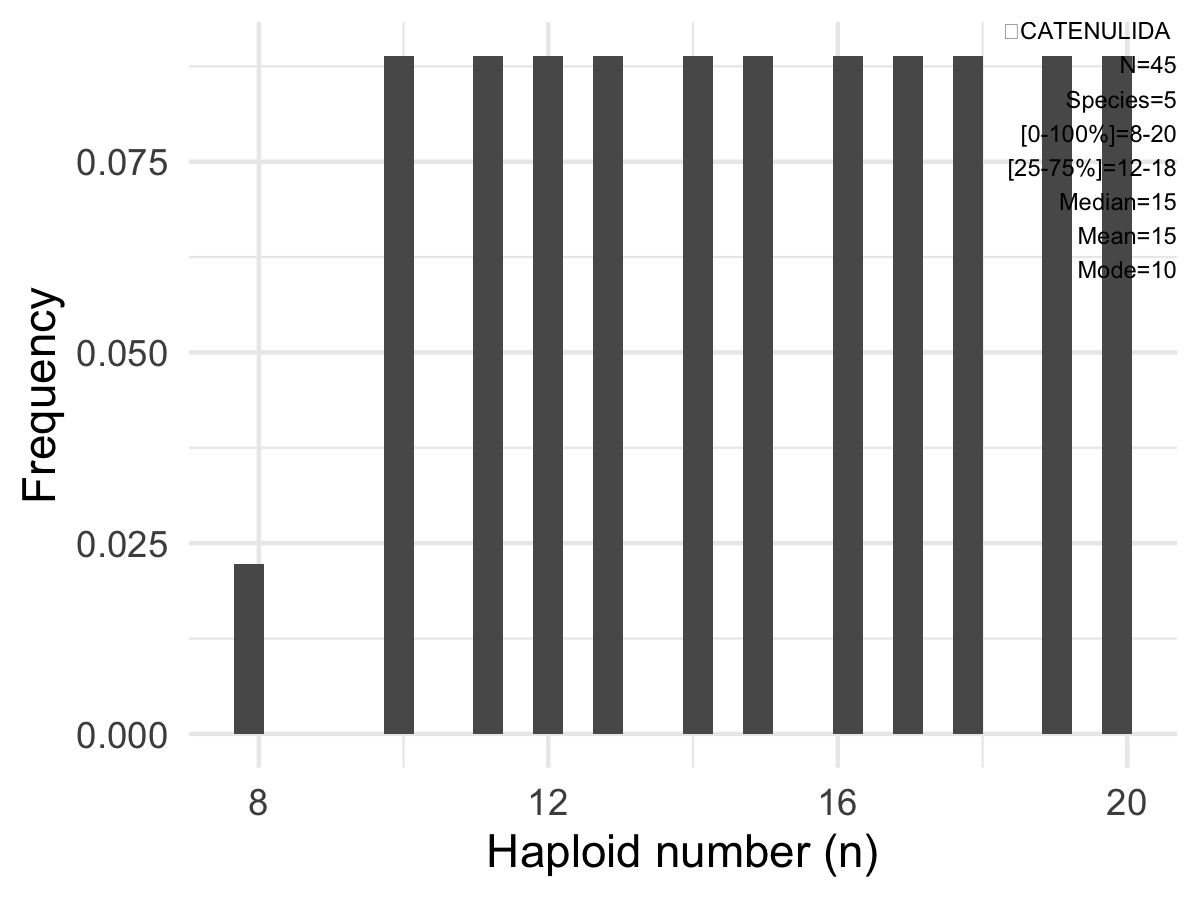 CATENULIDA
N=45
Species=5
[0-100%]=8-20
[25-75%]=12-18
Median=15
Mean=15
Mode=10
0.075
0.050
0.025
0.000
Frequency
8 12 16 20
Haploid number (n)